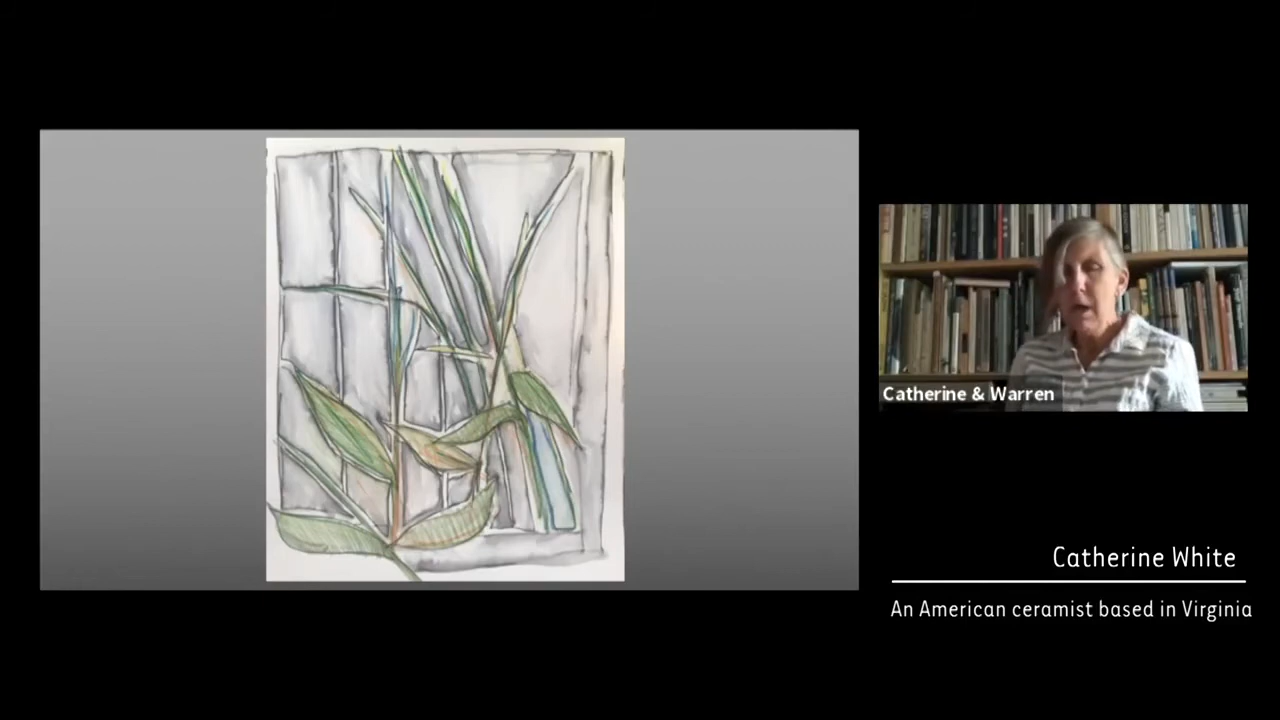 Catherine & Warren
Catherine White
An American ceramist based in Virginia